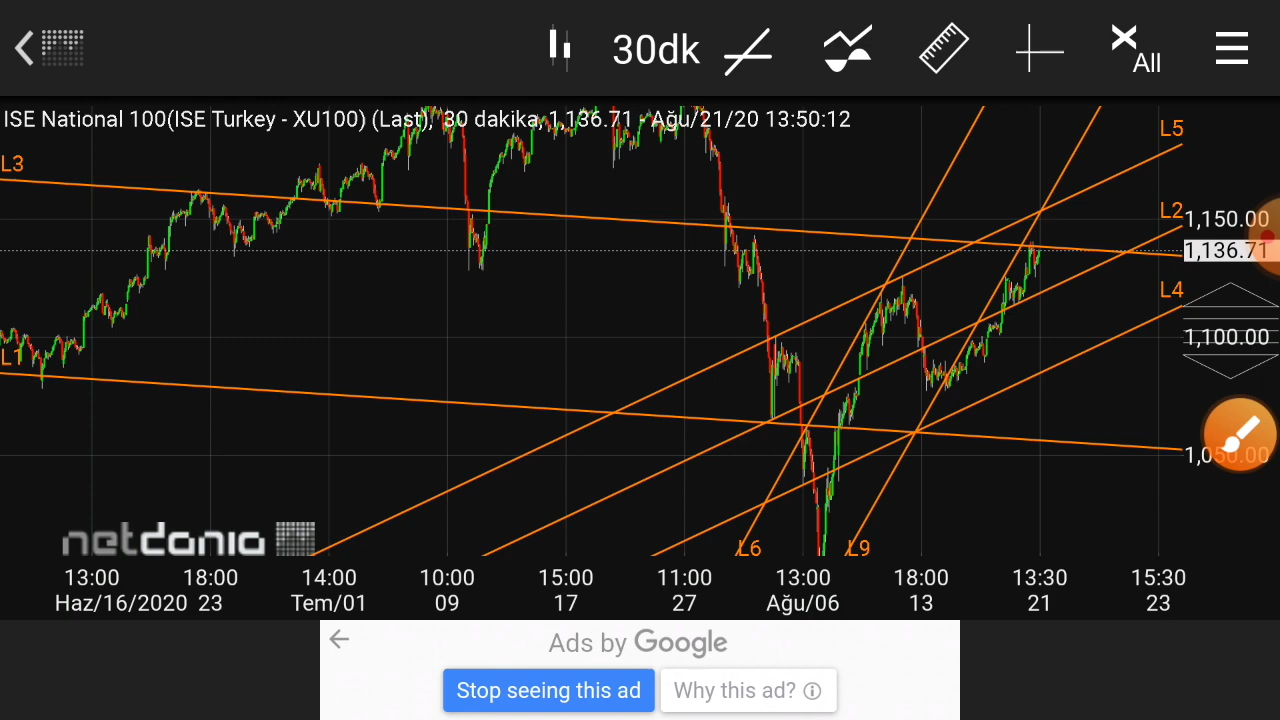 30dk
All
ISE National 100(ISE Turkey - XU100) (Last), 30 dakika, 1,136.71 - Ağu/21/20 13:50:12
L5
L3
L2
1,150.00
1,136.71
L4
1,100.00
L1
1,050.00
netdania
L6
L9
13:00 18:00 14:00 10:00 15:00 11:00 13:00 18:00 13:30 15:30
Haz/16/2020 23 Tem/01 09 17 27 Ağu/06 13 21 23
Ads by Google
Stop seeing this ad
Why this ad?